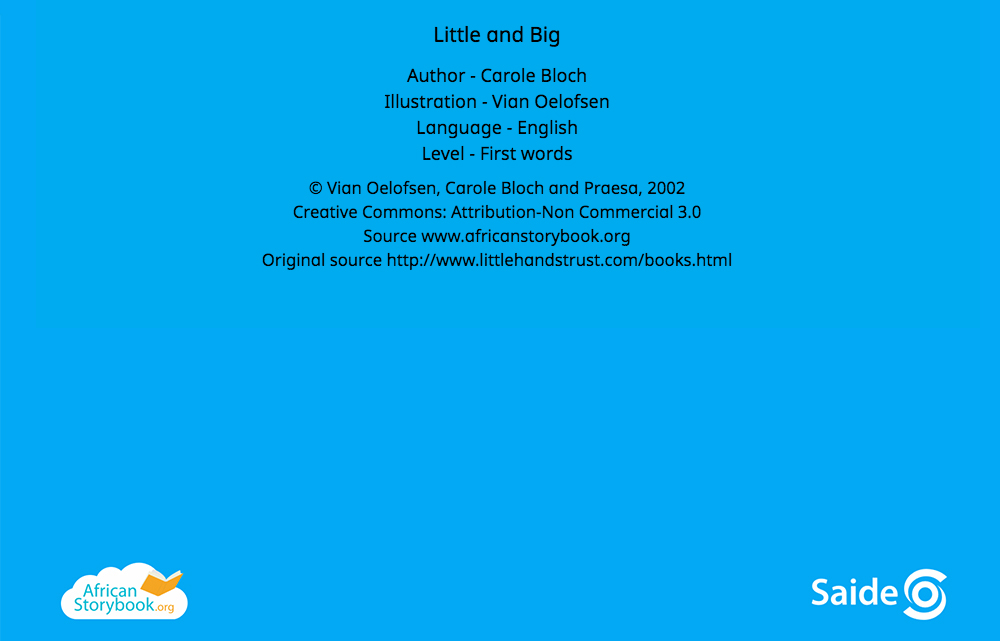 Little and Big
Author - Carole Bloch
Illustration - Vian Oelofsen
Language - English
Level - First words
© Vian Oelofsen, Carole Bloch and Praesa, 2002
Creative Commons: Attribution-Non Commercial 3.0
Source www.africanstorybook.org
Original source http://www.littlehandstrust.com/books.html
African
Storybook.org
Saide